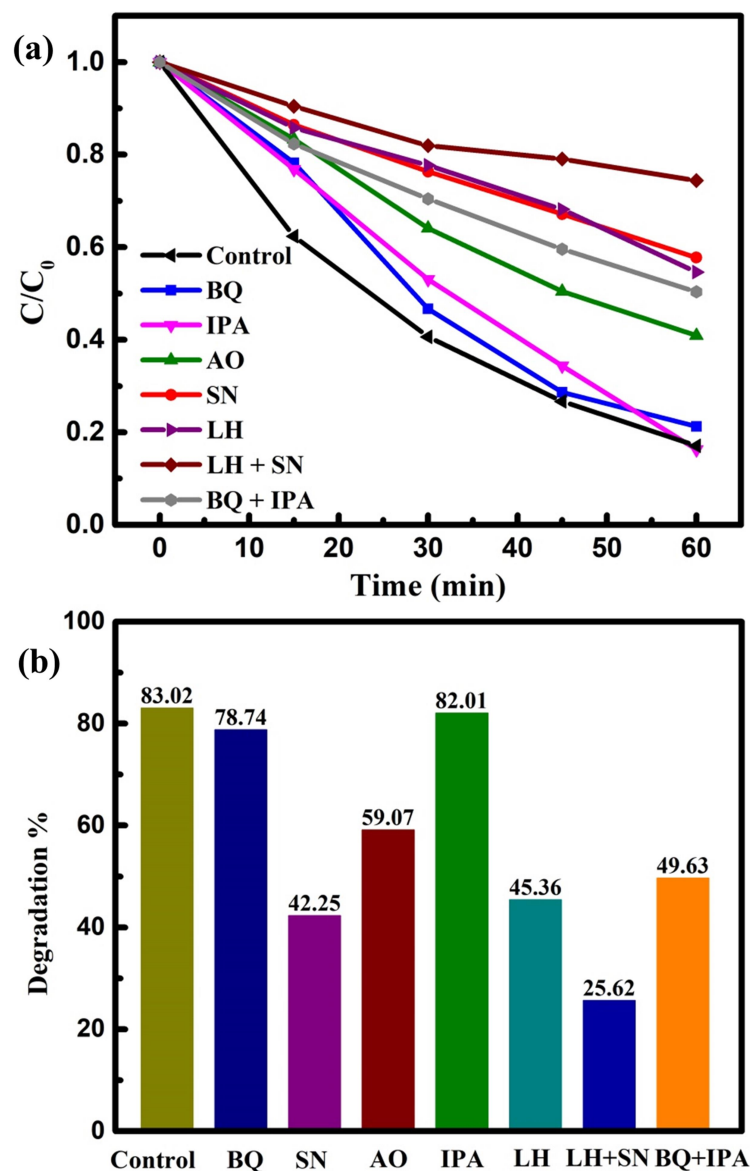 (a)
1.0
0.8
0.6
0.4
0.2
0.0
C/C₀
Control
BQ
IPA
AO
SN
LH
LH + SN
BQ + IPA
0 10 20 30 40 50 60
Time (min)
(b)
100
80
60
40
20
0
Degradation %
83.02
78.74
42.25
59.07
82.01
45.36
25.62
49.63
Control BQ SN AO IPA LH LH+SN BQ+IPA